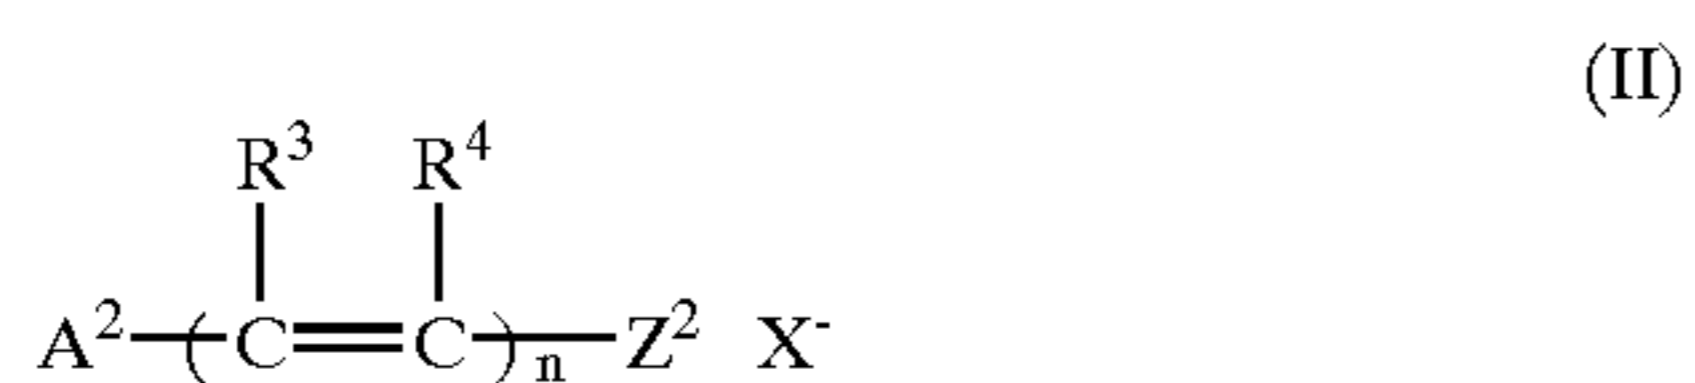 (II)
R³ R⁴
A²—(C=C)ₙ—Z² X⁻